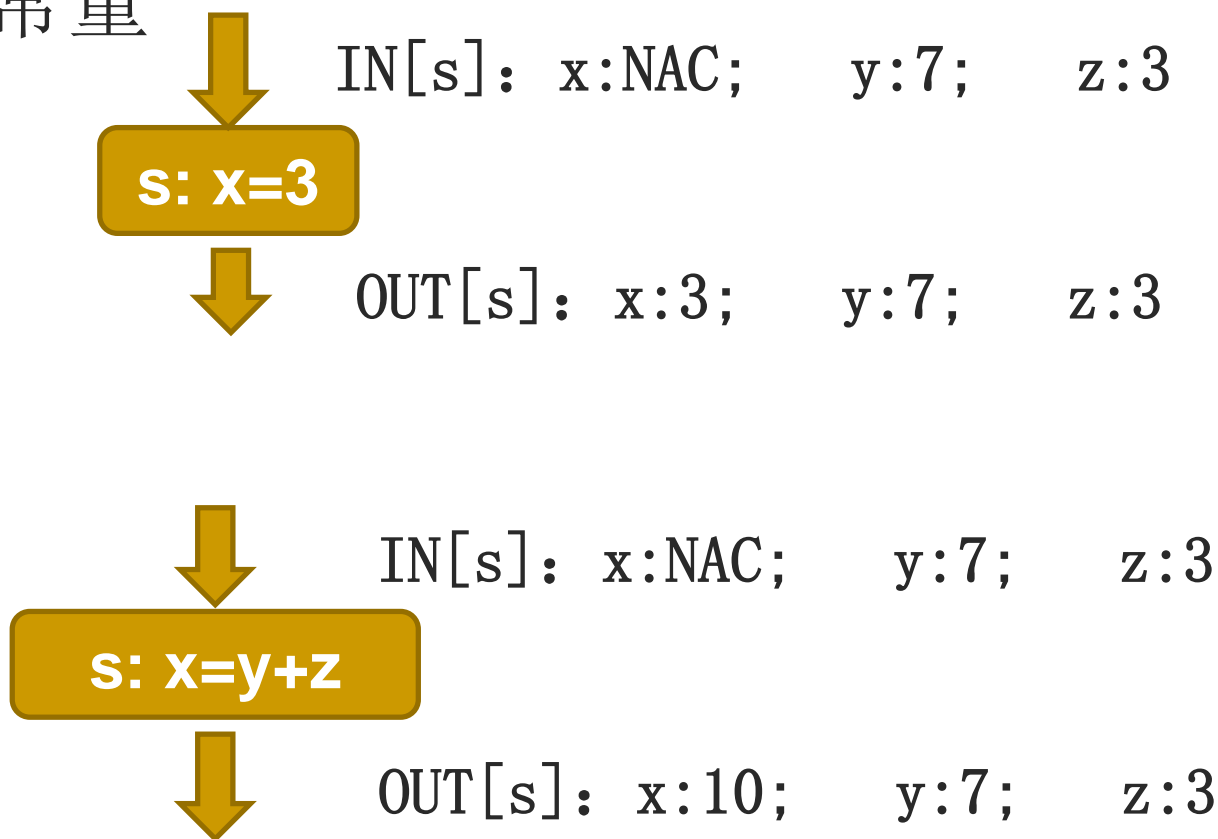 常量
IN[s]: x:NAC; y:7; z:3
s: x=3
OUT[s]: x:3; y:7; z:3
IN[s]: x:NAC; y:7; z:3
s: x=y+z
OUT[s]: x:10; y:7; z:3